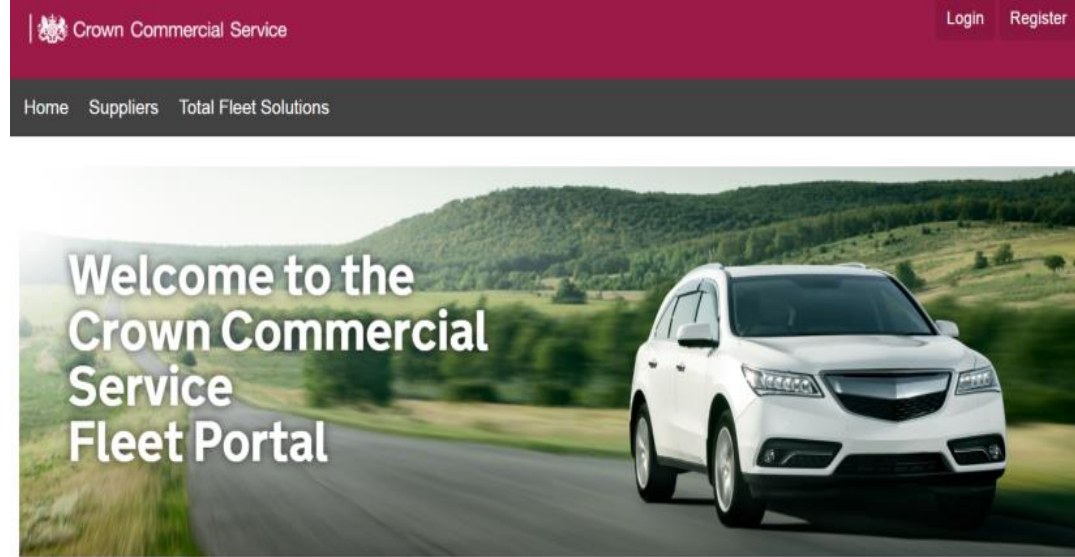 Crown Commercial Service
Login Register
Home Suppliers Total Fleet Solutions
Welcome to the
Crown Commercial
Service
Fleet Portal